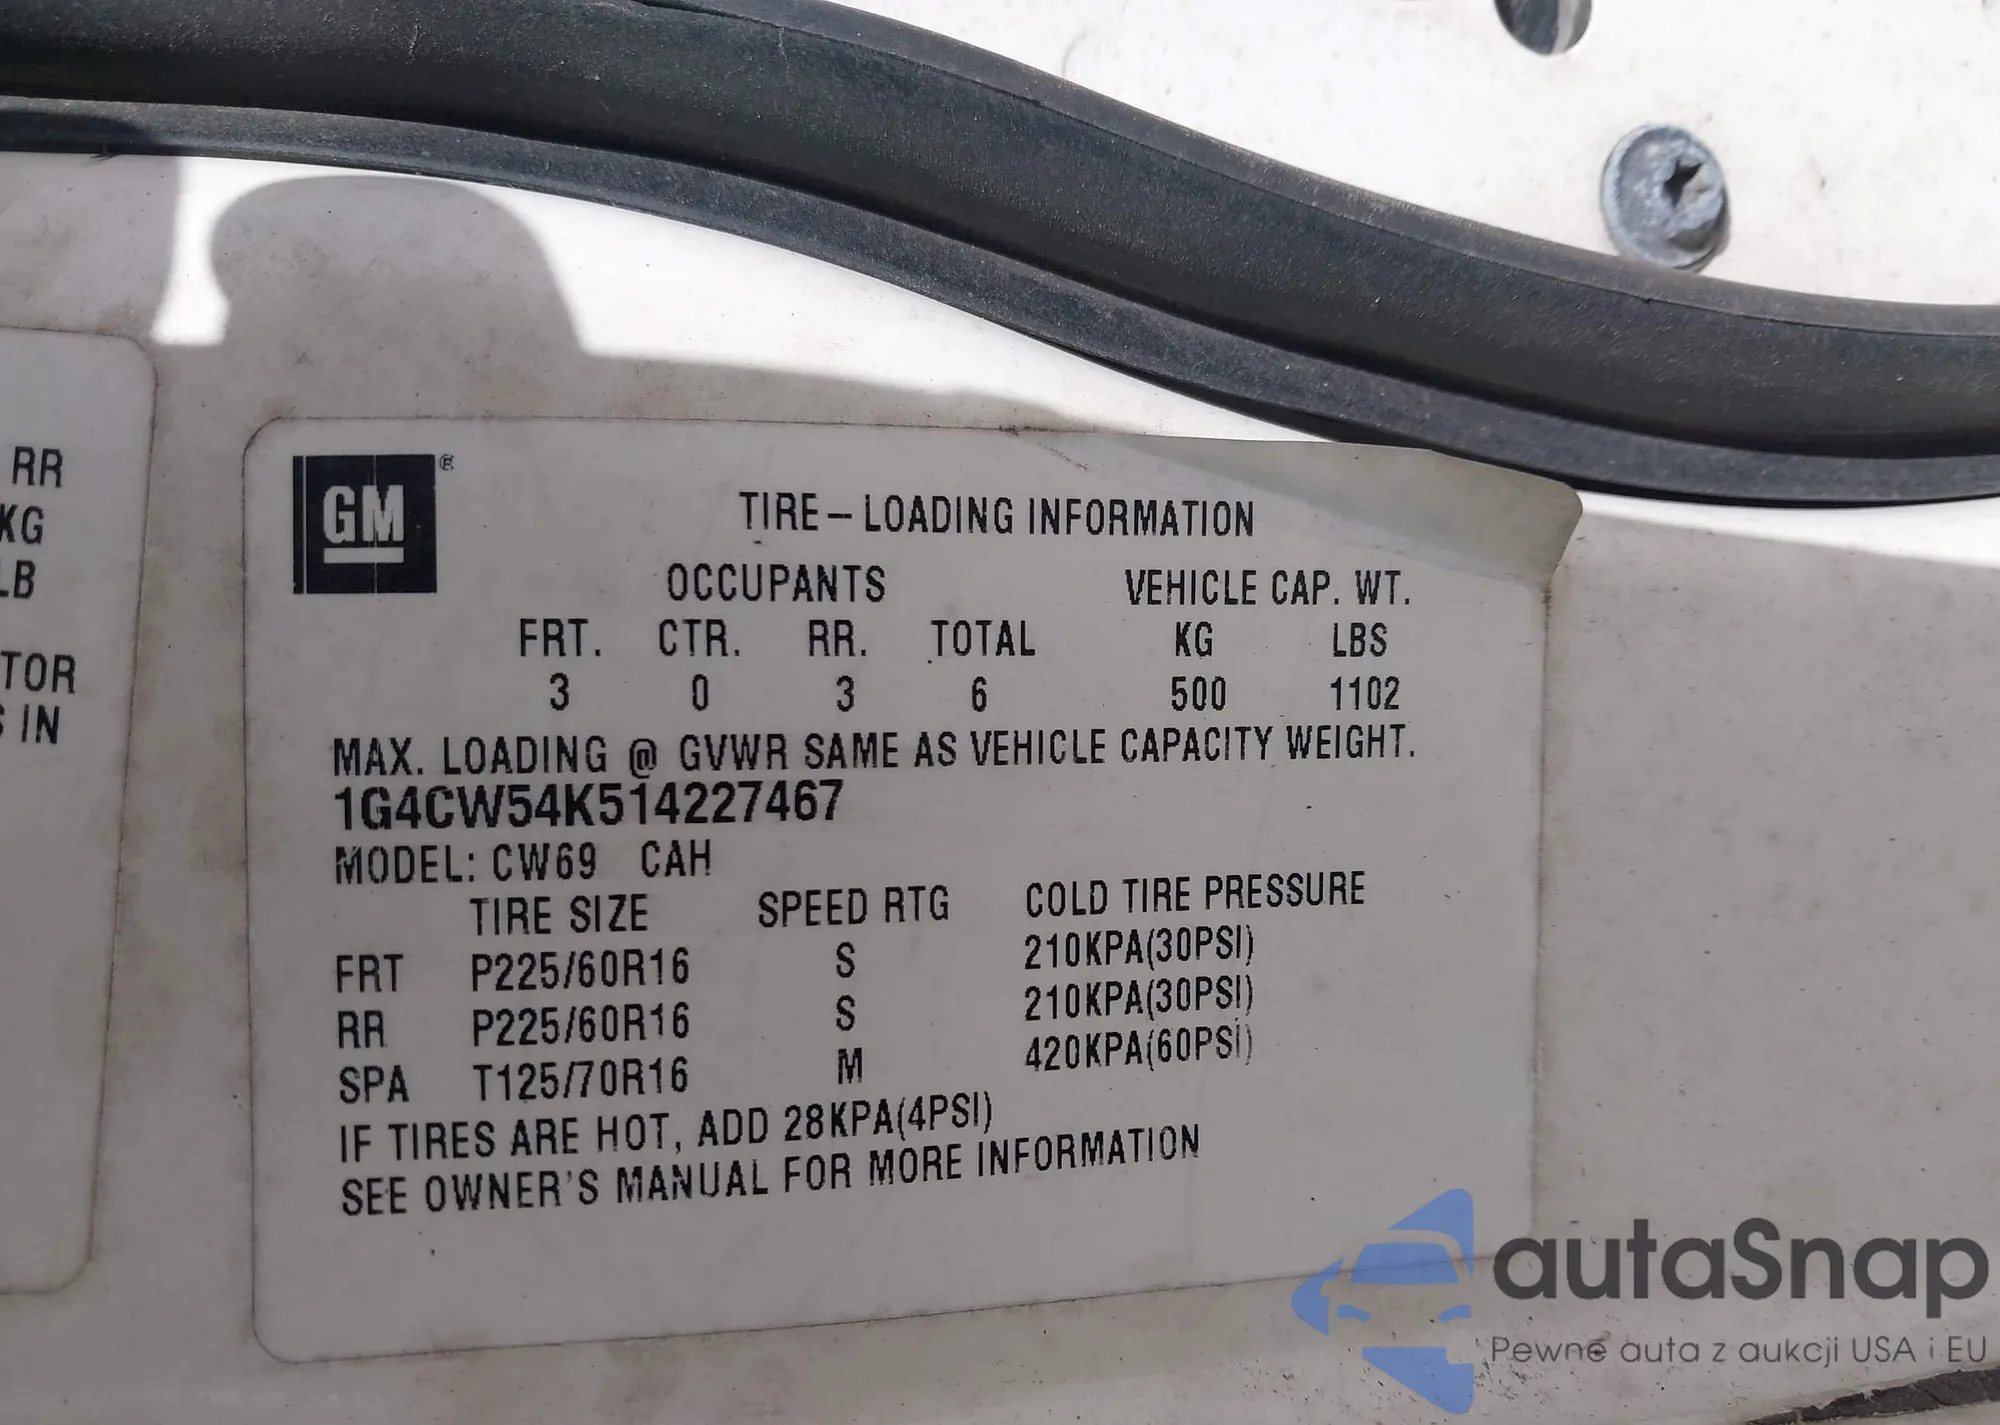 RR
KG
LB
TOR
S IN
GM®
TIRE–LOADING INFORMATION
OCCUPANTS VEHICLE CAP. WT.
FRT. CTR. RR. TOTAL KG LBS
3 0 3 6 500 1102
MAX. LOADING @ GVWR SAME AS VEHICLE CAPACITY WEIGHT.
1G4CW54K514227467
MODEL: CW69 CAH
TIRE SIZE SPEED RTG COLD TIRE PRESSURE
FRT P225/60R16 S 210KPA(30PSI)
RR P225/60R16 S 210KPA(30PSI)
SPA T125/70R16 M 420KPA(60PSI)
IF TIRES ARE HOT, ADD 28KPA(4PSI)
SEE OWNER'S MANUAL FOR MORE INFORMATION
autaSnap
Pewne auta z aukcji USA i EU